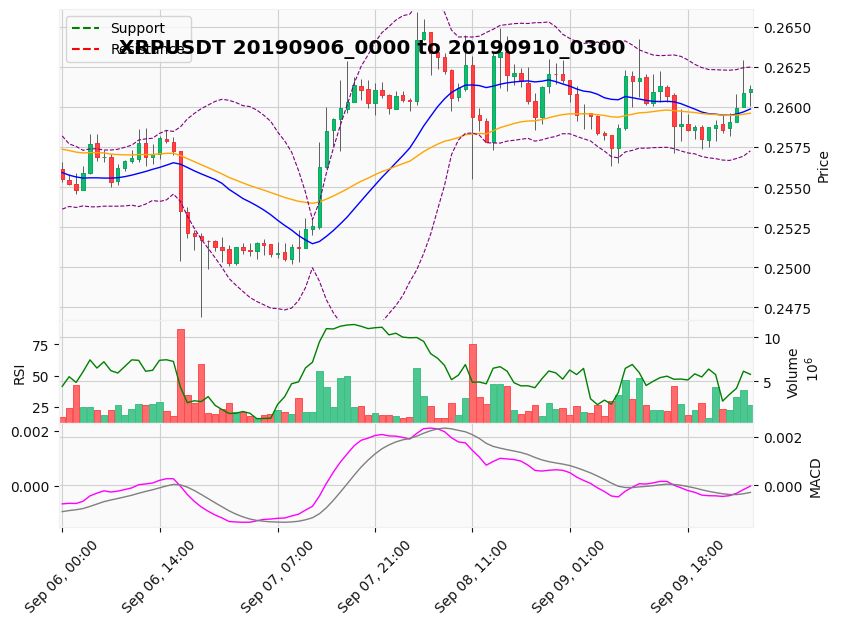 XRPUSDT 20190906_0000 to 20190910_0300
Support
Resistance
0.2650
0.2625
0.2600
0.2575
0.2550
0.2525
0.2500
0.2475
Price
75
50
25
RSI
10
5
Volume
10^6
0.002
0.000
0.002
0.000
MACD
Sep 06, 00:00
Sep 06, 14:00
Sep 07, 07:00
Sep 07, 21:00
Sep 08, 11:00
Sep 09, 01:00
Sep 09, 18:00